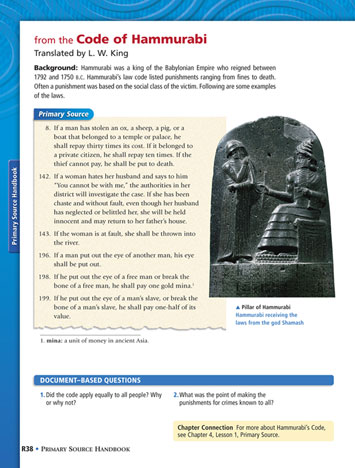 from the Code of Hammurabi
Translated by L. W. King
Background: Hammurabi was a king of the Babylonian Empire who reigned between
1792 and 1750 B.C. Hammurabi's law code listed punishments ranging from fines to death.
Often a punishment was based on the social class of the victim. Following are some examples
of the laws.
Primary Source
8. If a man has stolen an ox, a sheep, a pig, or a
boat that belonged to a temple or palace, he
shall repay thirty times its cost. If it belonged to
a private citizen, he shall repay ten times. If the
thief cannot pay, he shall be put to death.
142. If a woman hates her husband and says to him
"You cannot be with me," the authorities in her
district will investigate the case. If she has been
chaste and without fault, even though her husband
has neglected or belittled her, she will be held
innocent and may return to her father's house.
143. If the woman is at fault, she shall be thrown into
the river.
196. If a man put out the eye of another man, his eye
shall be put out.
198. If he put out the eye of a free man or break the
bone of a free man, he shall pay one gold mina.1
199. If he put out the eye of a man's slave, or break the
bone of a man's slave, he shall pay one-half of its
value.
1. mina: a unit of money in ancient Asia.
▲ Pillar of Hammurabi
Hammurabi receiving the
laws from the god Shamash
Primary Source Handbook
DOCUMENT–BASED QUESTIONS
1. Did the code apply equally to all people? Why
or why not?
2. What was the point of making the
punishments for crimes known to all?
Chapter Connection For more about Hammurabi's Code,
see Chapter 4, Lesson 1, Primary Source.
R38 • PRIMARY SOURCE HANDBOOK